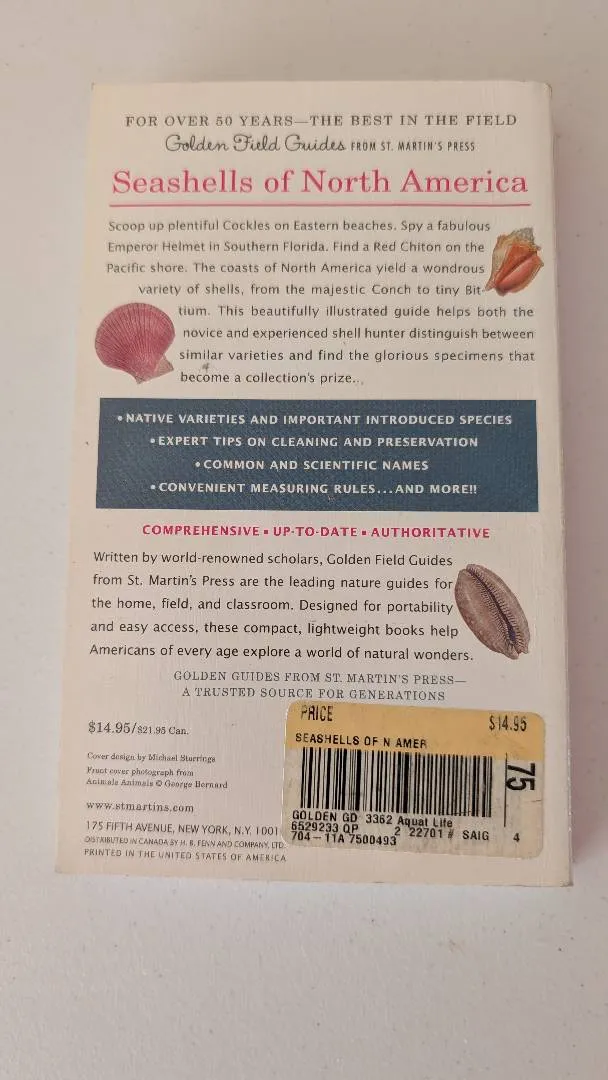 FOR OVER 50 YEARS—THE BEST IN THE FIELD
Golden Field Guides FROM ST. MARTIN'S PRESS
Seashells of North America
Scoop up plentiful Cockles on Eastern beaches. Spy a fabulous
Emperor Helmet in Southern Florida. Find a Red Chiton on the
Pacific shore. The coasts of North America yield a wondrous
variety of shells, from the majestic Conch to tiny Bit-
tium. This beautifully illustrated guide helps both the
novice and experienced shell hunter distinguish between
similar varieties and find the glorious specimens that
become a collection's prize...
• NATIVE VARIETIES AND IMPORTANT INTRODUCED SPECIES
• EXPERT TIPS ON CLEANING AND PRESERVATION
• COMMON AND SCIENTIFIC NAMES
• CONVENIENT MEASURING RULES...AND MORE!!
COMPREHENSIVE ▪ UP-TO-DATE ▪ AUTHORITATIVE
Written by world-renowned scholars, Golden Field Guides
from St. Martin's Press are the leading nature guides for
the home, field, and classroom. Designed for portability
and easy access, these compact, lightweight books help
Americans of every age explore a world of natural wonders.
GOLDEN GUIDES FROM ST. MARTIN'S PRESS—
A TRUSTED SOURCE FOR GENERATIONS
$14.95/$21.95 Can.
Cover design by Michael Storrings
Front cover photograph from
Animals Animals © George Bernard
www.stmartins.com
175 FIFTH AVENUE, NEW YORK, N.Y. 1001
DISTRIBUTED IN CANADA BY H. B. FENN AND COMPANY, LTD.
PRINTED IN THE UNITED STATES OF AMERICA
PRICE $14.95
SEASHELLS OF N AMER
75
GOLDEN GD 3362 Aquat Life
6529233 QP 2 22701 # SAIG 4
704-11A 7500493